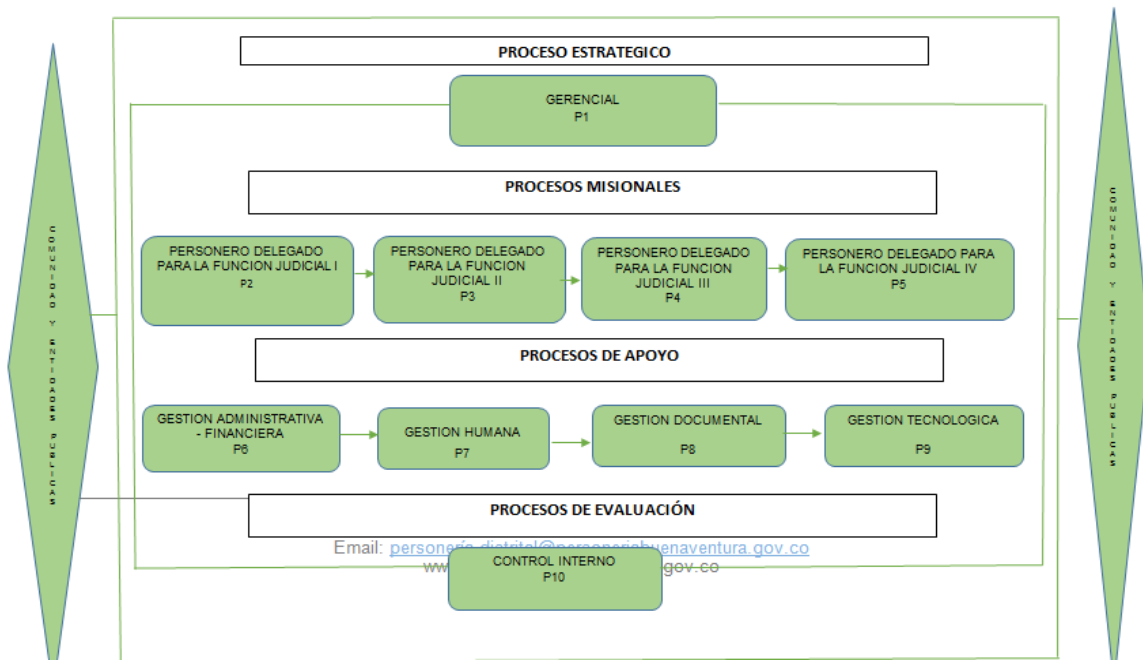 PROCESO ESTRATEGICO
GERENCIAL
P1
PROCESOS MISIONALES
PERSONERO DELEGADO
PARA LA FUNCION JUDICIAL I
P2
PERSONERO DELEGADO
PARA LA FUNCION
JUDICIAL II
P3
PERSONERO DELEGADO
PARA LA FUNCION
JUDICIAL III
P4
PERSONERO DELEGADO PARA
LA FUNCION JUDICIAL IV
P5
PROCESOS DE APOYO
GESTION ADMINISTRATIVA
- FINANCIERA
P6
GESTION HUMANA
P7
GESTION DOCUMENTAL
P8
GESTION TECNOLOGICA
P9
PROCESOS DE EVALUACIÓN
Email:
gov.co
CONTROL INTERNO
P10
COMUNIDAD Y ENTIDADES PUBLICAS
COMUNIDAD Y ENTIDADES PUBLICAS